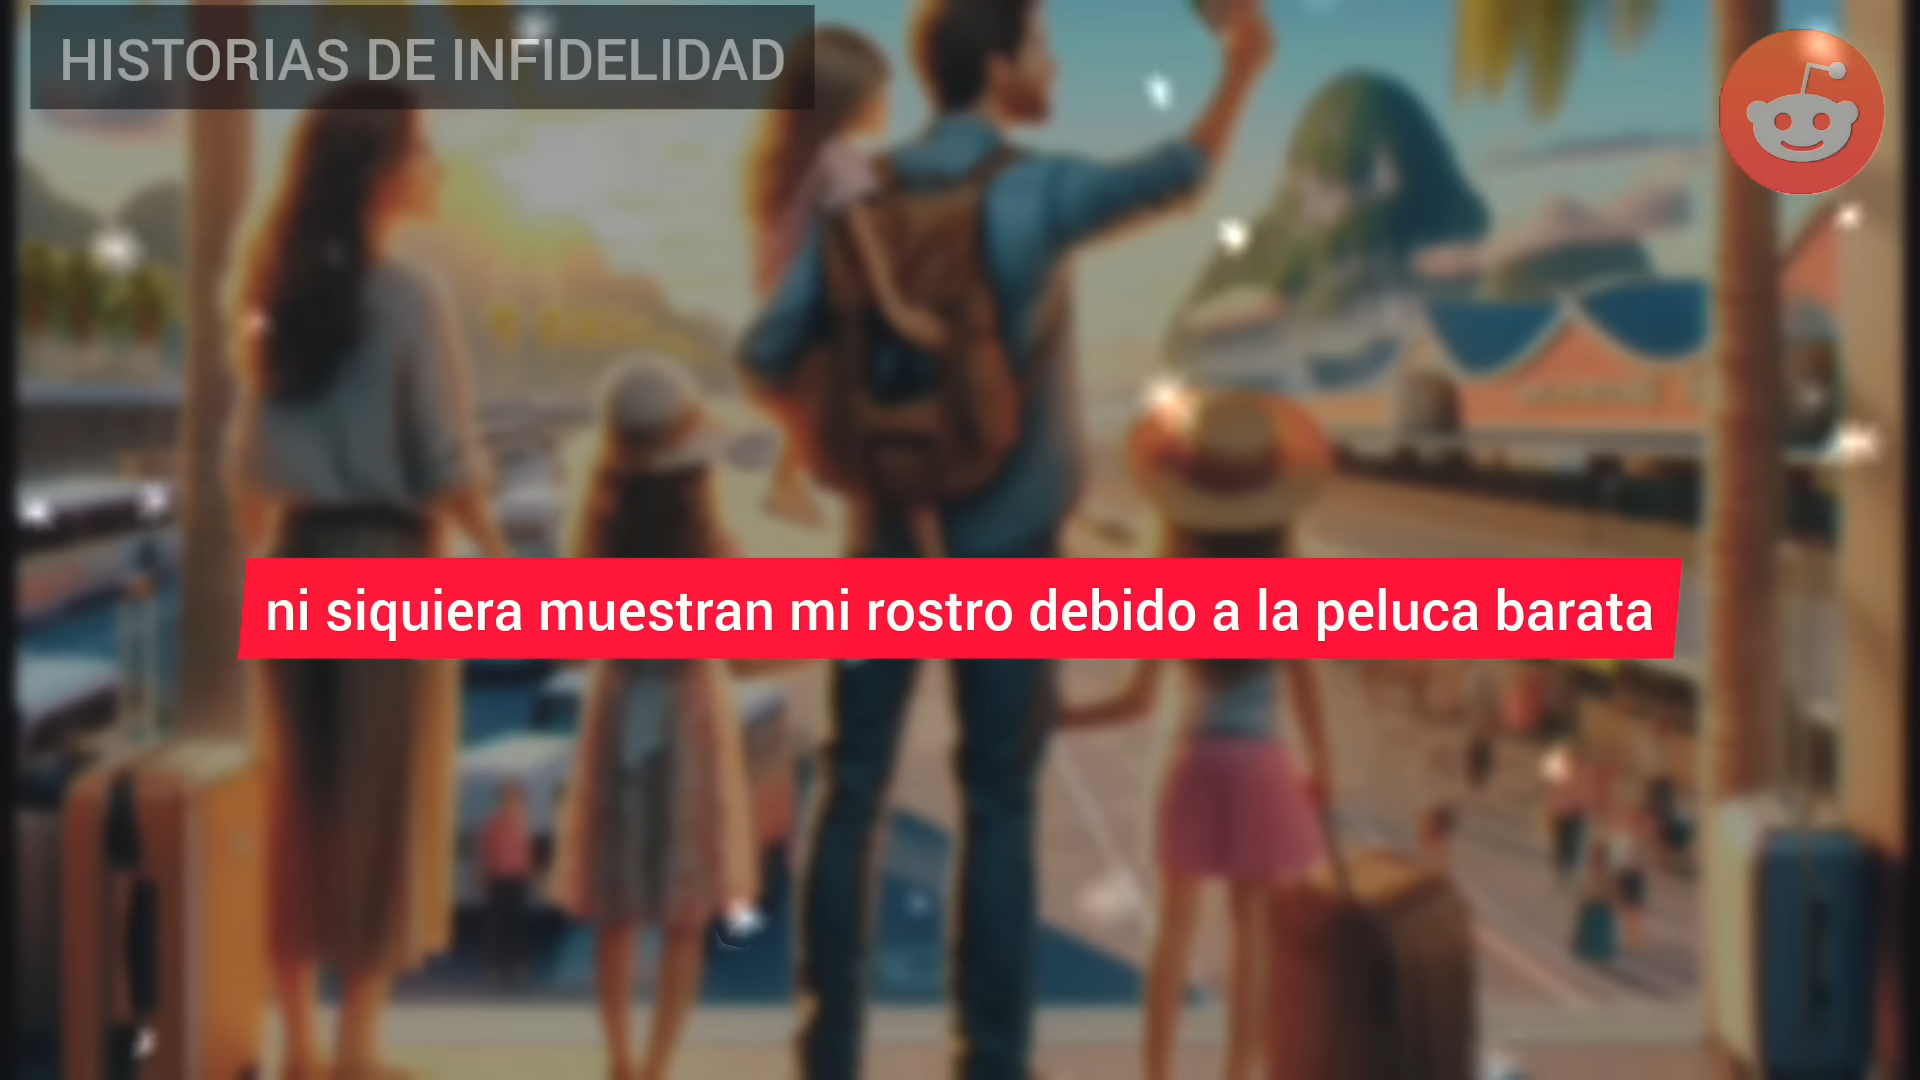 HISTORIAS DE INFIDELIDAD
ni siquiera muestran mi rostro debido a la peluca barata